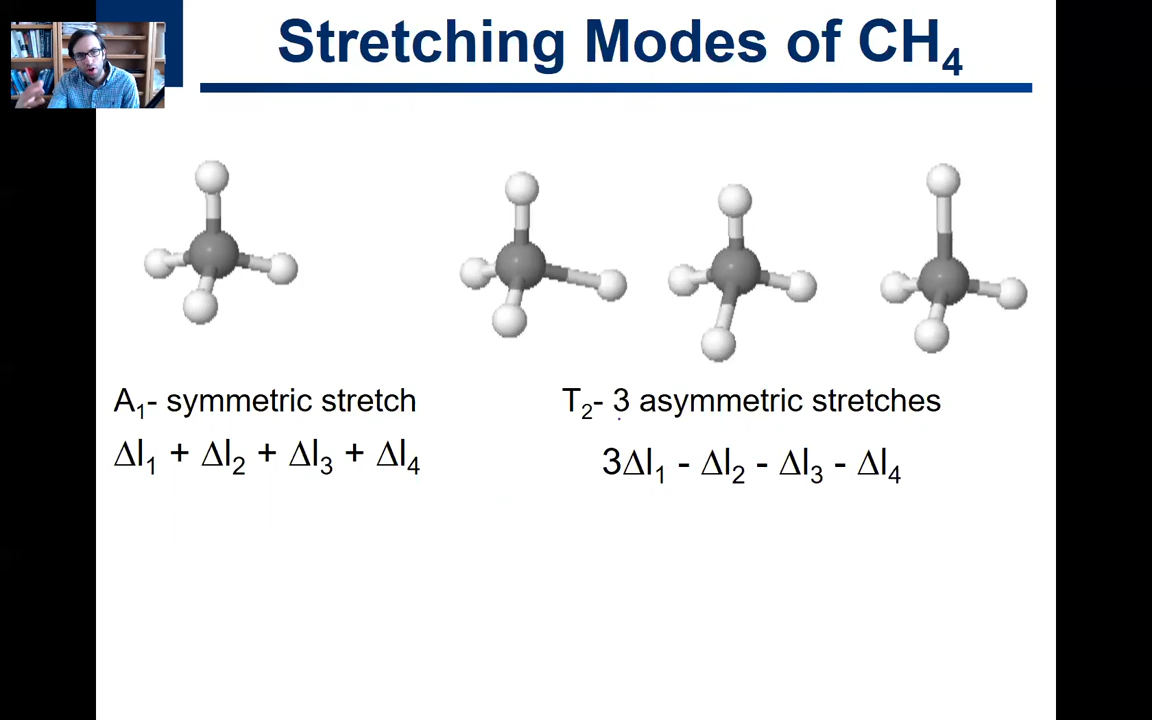 Stretching Modes of CH₄
A₁- symmetric stretch
Δl₁ + Δl₂ + Δl₃ + Δl₄
T₂- 3 asymmetric stretches
3Δl₁ - Δl₂ - Δl₃ - Δl₄